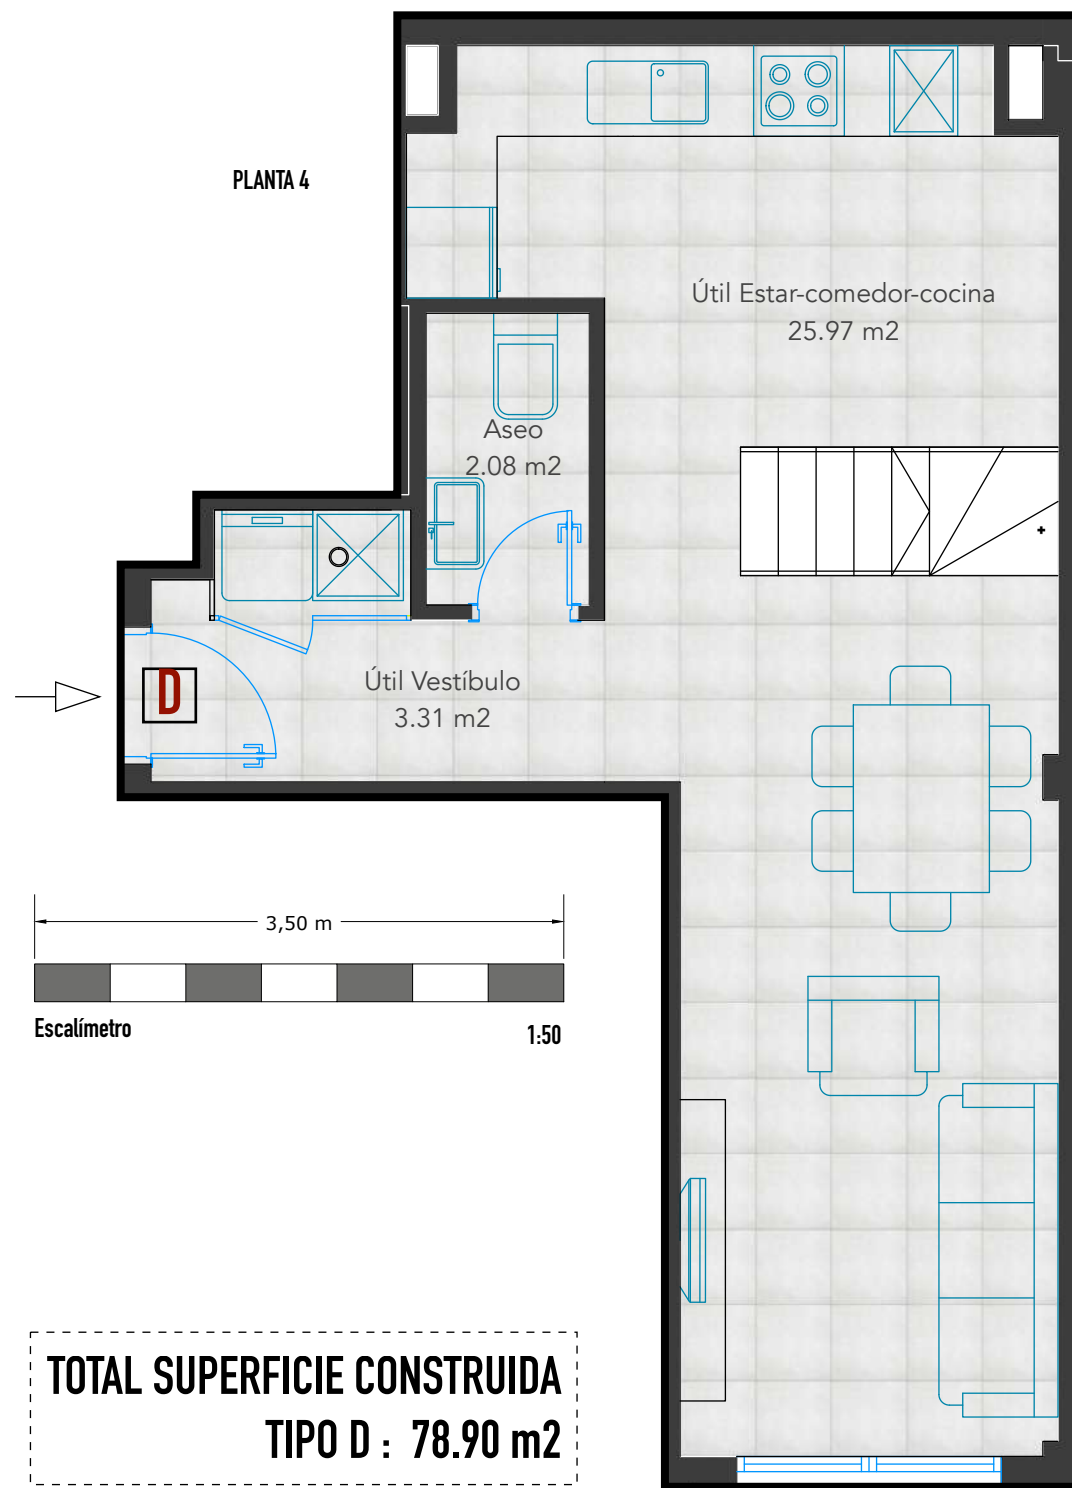 PLANTA 4
Útil Estar-comedor-cocina
25.97 m2
Aseo
2.08 m2
D
Útil Vestíbulo
3.31 m2
3,50 m
Escalímetro
1:50
TOTAL SUPERFICIE CONSTRUIDA
TIPO D : 78.90 m2